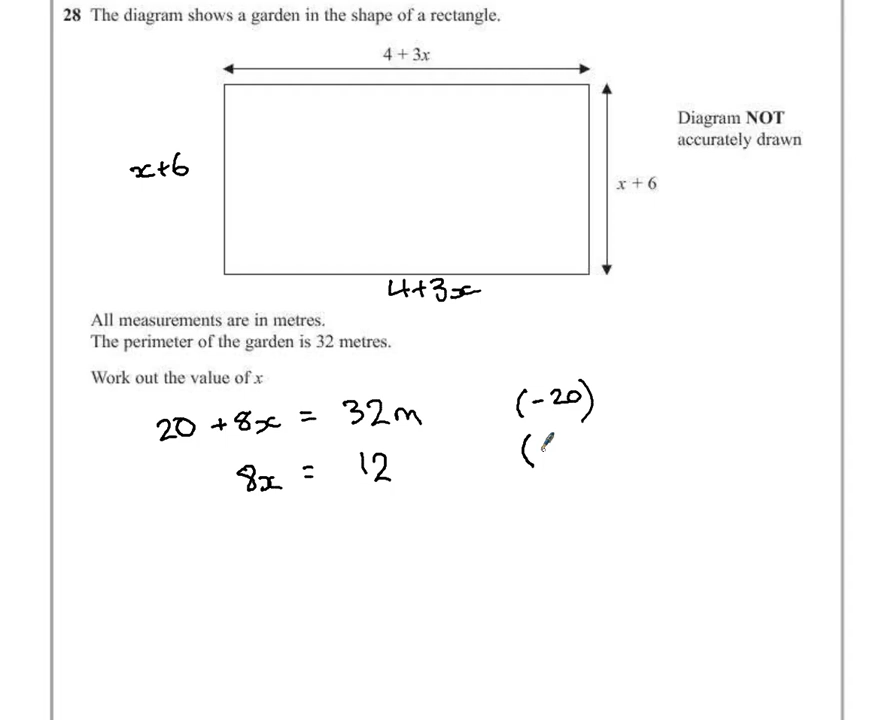 28 The diagram shows a garden in the shape of a rectangle.
4 + 3x
Diagram NOT
accurately drawn
x+6
x + 6
4+3x
All measurements are in metres.
The perimeter of the garden is 32 metres.
Work out the value of x
20 + 8x = 32m (-20)
8x = 12 (